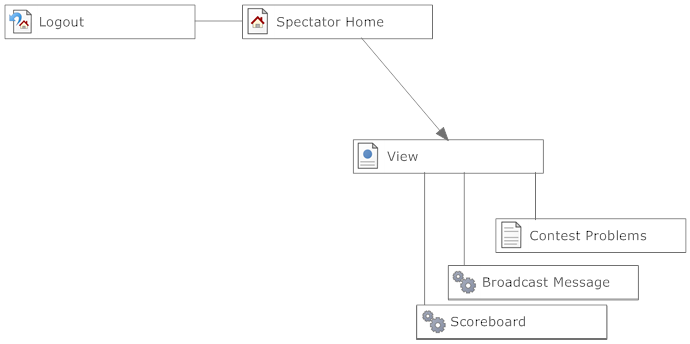 Logout
Spectator Home
View
Contest Problems
Broadcast Message
Scoreboard